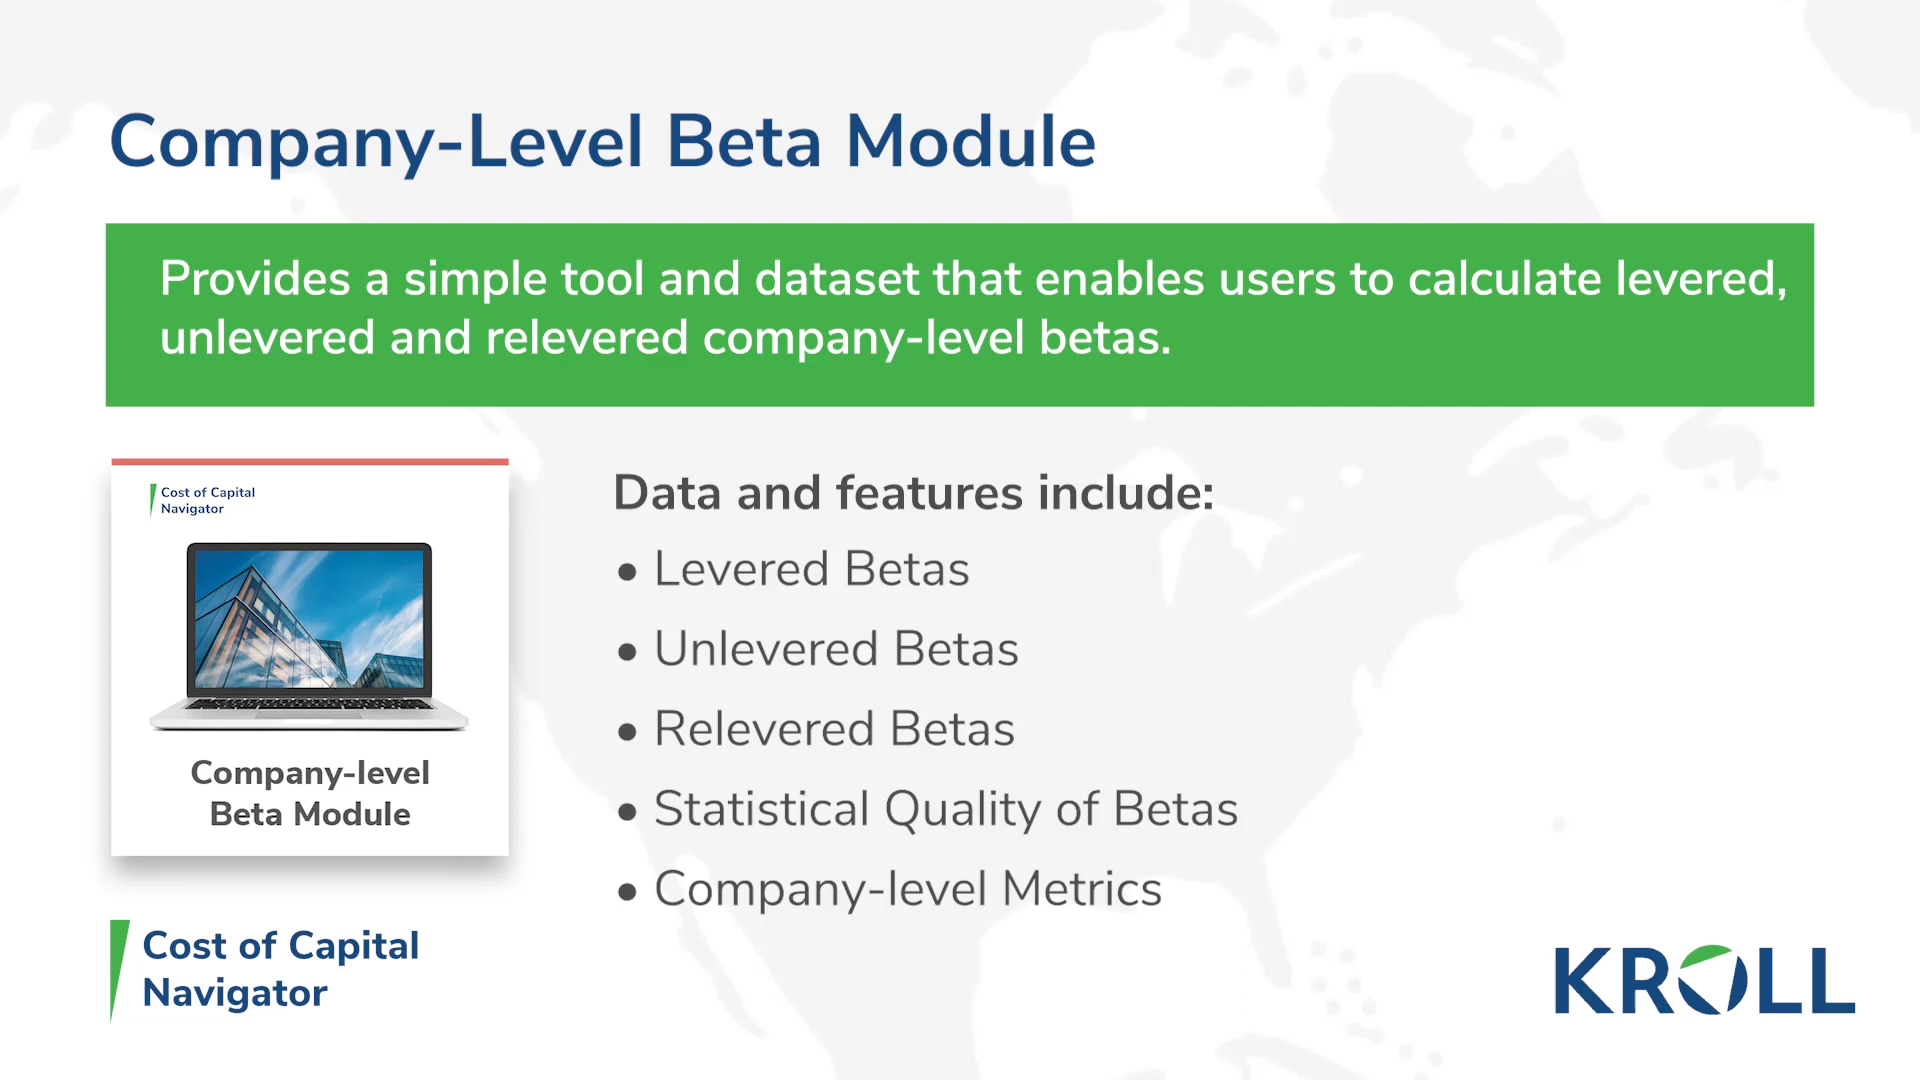 Company-Level Beta Module
Provides a simple tool and dataset that enables users to calculate levered,
unlevered and relevered company-level betas.
Cost of Capital
Navigator
Company-level
Beta Module
Data and features include:
• Levered Betas
• Unlevered Betas
• Relevered Betas
• Statistical Quality of Betas
• Company-level Metrics
Cost of Capital
Navigator
KROLL